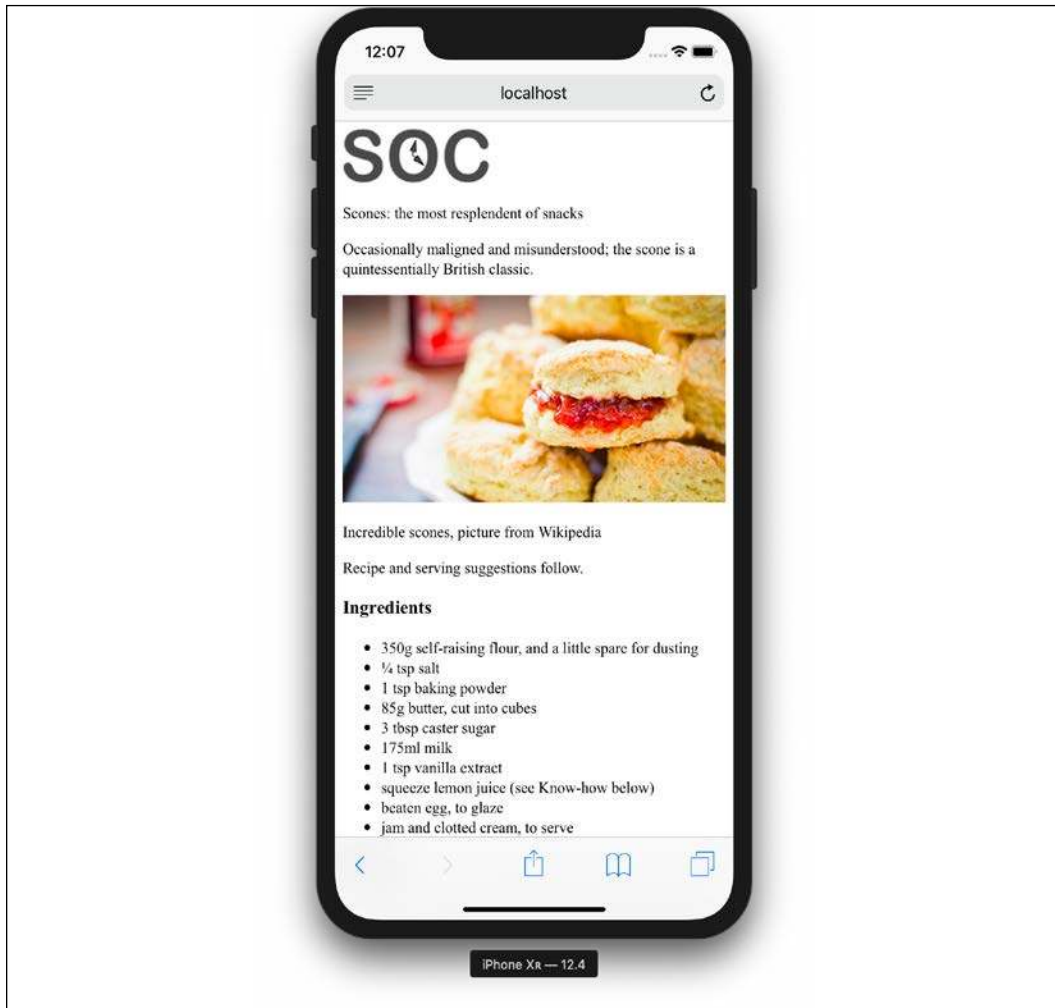 12:07
localhost
SOC
Scones: the most resplendent of snacks
Occasionally maligned and misunderstood; the scone is a
quintessentially British classic.
Incredible scones, picture from Wikipedia
Recipe and serving suggestions follow.
Ingredients
• 350g self-raising flour, and a little spare for dusting
• ¼ tsp salt
• 1 tsp baking powder
• 85g butter, cut into cubes
• 3 tbsp caster sugar
• 175ml milk
• 1 tsp vanilla extract
• squeeze lemon juice (see Know-how below)
• beaten egg, to glaze
• jam and clotted cream, to serve
iPhone Xʀ — 12.4